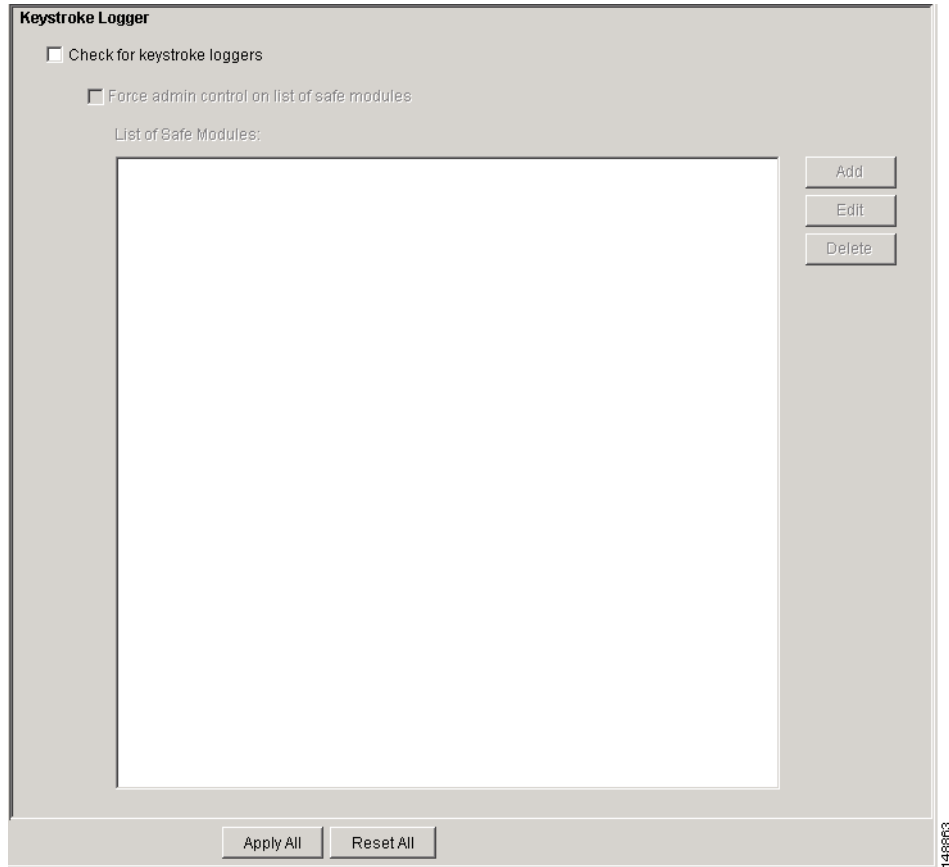 Keystroke Logger
Check for keystroke loggers
Force admin control on list of safe modules
List of Safe Modules:
Add
Edit
Delete
Apply All
Reset All
148863